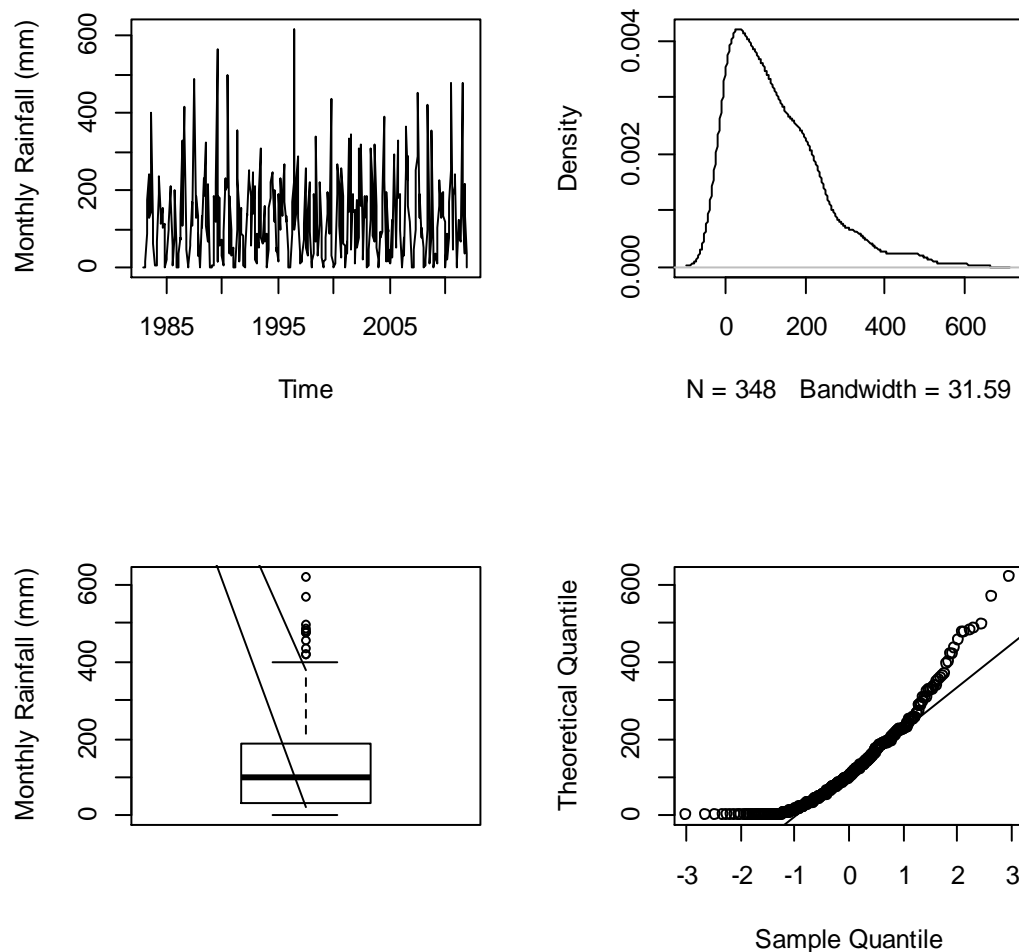 Monthly Rainfall (mm)
0 200 400 600
1985 1995 2005
Time
Density
0.000 0.002 0.004
0 200 400 600
N = 348 Bandwidth = 31.59
Monthly Rainfall (mm)
0 200 400 600
Theoretical Quantile
0 200 400 600
-3 -2 -1 0 1 2 3
Sample Quantile